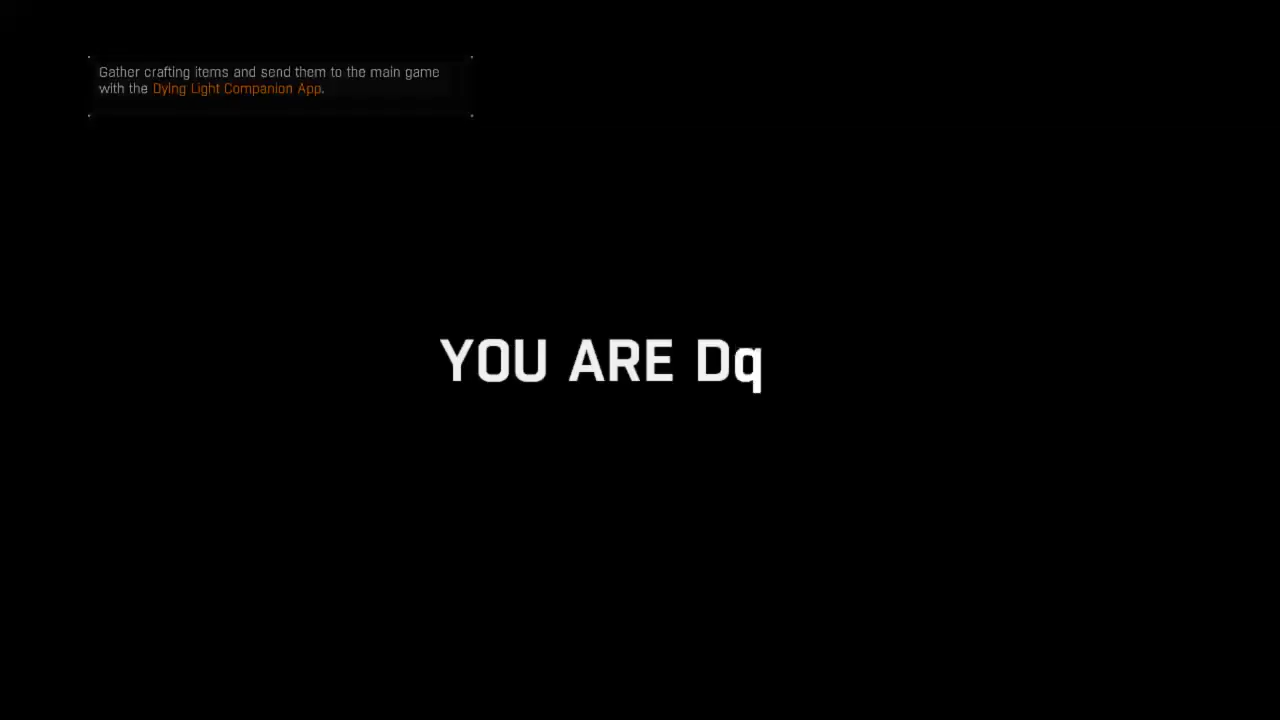 Gather crafting items and send them to the main game
with the Dying Light Companion App.
YOU ARE Dq